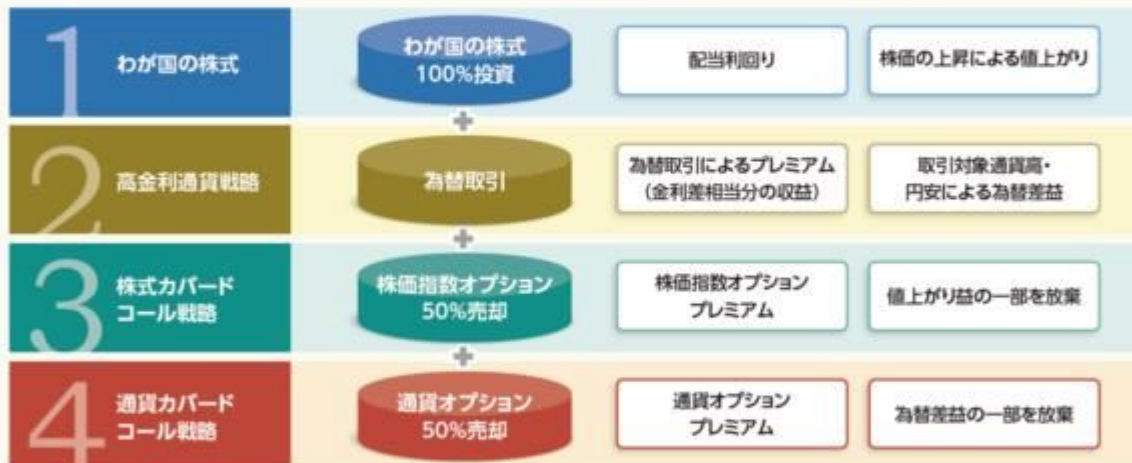 1
わが国の株式
わが国の株式
100%投資
配当利回り
株価の上昇による値上がり
+
2
高金利通貨戦略
為替取引
為替取引によるプレミアム
(金利差相当分の収益)
取引対象通貨高・
円安による為替差益
+
3
株式カバード
コール戦略
株価指数オプション
50%売却
株価指数オプション
プレミアム
値上がり益の一部を放棄
+
4
通貨カバード
コール戦略
通貨オプション
50%売却
通貨オプション
プレミアム
為替差益の一部を放棄